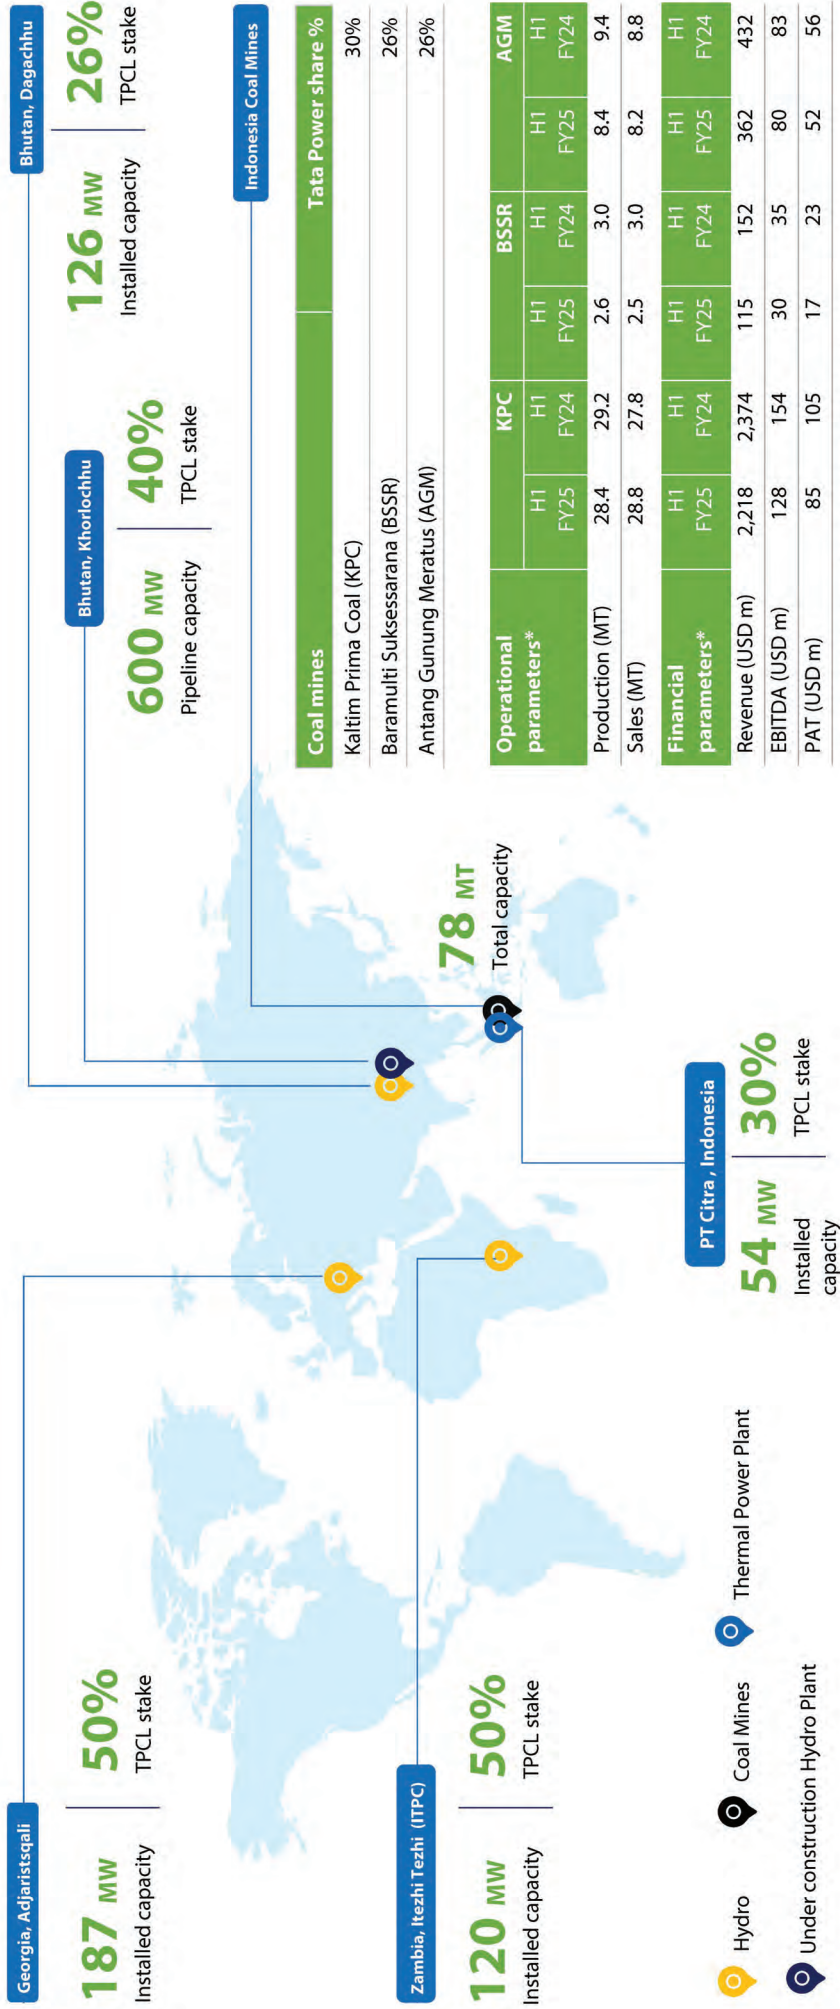 Georgia, Adjaristsqali
187 MW
Installed capacity
50%
TPCL stake
Bhutan, Khorlochhu
600 MW
Pipeline capacity
40%
TPCL stake
Bhutan, Dagachhu
126 MW
Installed capacity
26%
TPCL stake
Zambia, Itezhi Tezhi (ITPC)
120 MW
Installed capacity
50%
TPCL stake
78 MT
Total capacity
PT Citra , Indonesia
54 MW
Installed
capacity
30%
TPCL stake
Indonesia Coal Mines
Coal mines Tata Power share %
Kaltim Prima Coal (KPC) 30%
Baramulti Suksessarana (BSSR) 26%
Antang Gunung Meratus (AGM) 26%
Operational
parameters*
KPC BSSR AGM
H1 H1 H1 H1 H1 H1
FY25 FY24 FY25 FY24 FY25 FY24
Production (MT) 28.4 29.2 2.6 3.0 8.4 9.4
Sales (MT) 28.8 27.8 2.5 3.0 8.2 8.8
Financial
parameters*
H1 H1 H1 H1 H1 H1
FY25 FY24 FY25 FY24 FY25 FY24
Revenue (USD m) 2,218 2,374 115 152 362 432
EBITDA (USD m) 128 154 30 35 80 83
PAT (USD m) 85 105 17 23 52 56
Hydro
Coal Mines
Thermal Power Plant
Under construction Hydro Plant